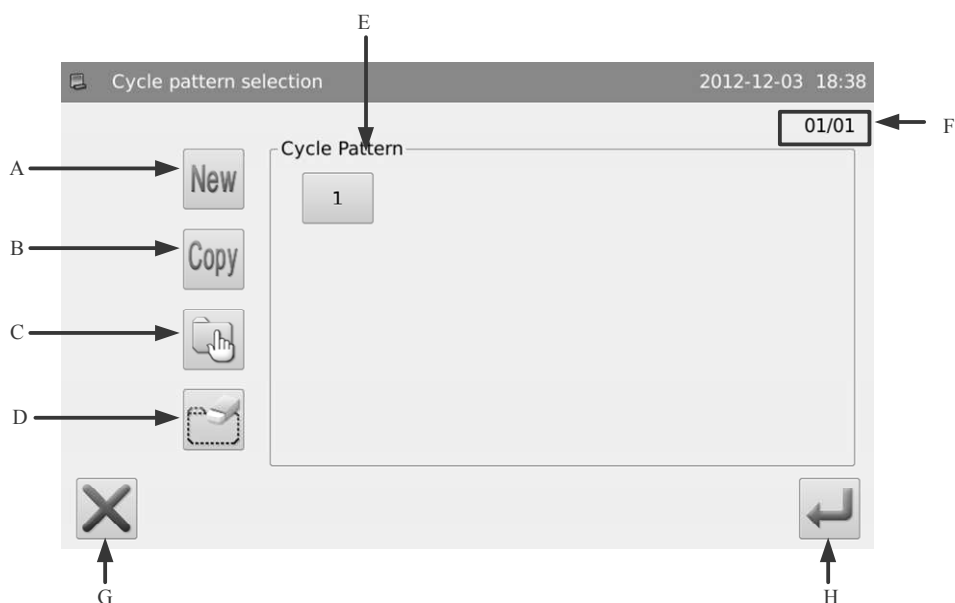 E
Cycle pattern selection 2012-12-03 18:38
01/01 F
Cycle Pattern
A New
1
B Copy
C
D
G H